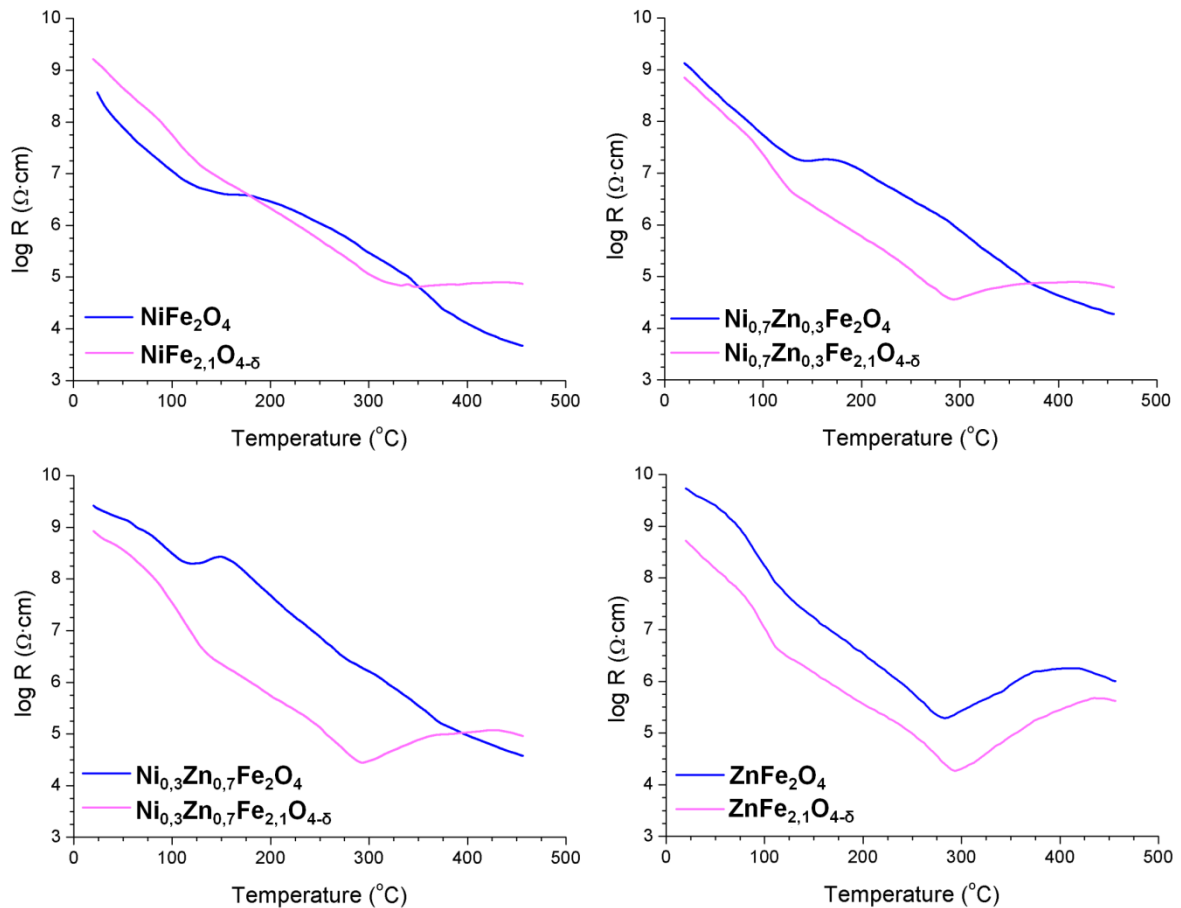 log R (Ω·cm)
10
9
8
7
6
5
4
3
NiFe₂O₄
NiFe₂,₁O₄₋δ
0 100 200 300 400 500
Temperature (°C)
log R (Ω·cm)
10
9
8
7
6
5
4
3
Ni₀,₇Zn₀,₃Fe₂O₄
Ni₀,₇Zn₀,₃Fe₂,₁O₄₋δ
0 100 200 300 400 500
Temperature (°C)
log R (Ω·cm)
10
9
8
7
6
5
4
3
Ni₀,₃Zn₀,₇Fe₂O₄
Ni₀,₃Zn₀,₇Fe₂,₁O₄₋δ
0 100 200 300 400 500
Temperature (°C)
log R (Ω·cm)
10
9
8
7
6
5
4
3
ZnFe₂O₄
ZnFe₂,₁O₄₋δ
0 100 200 300 400 500
Temperature (°C)